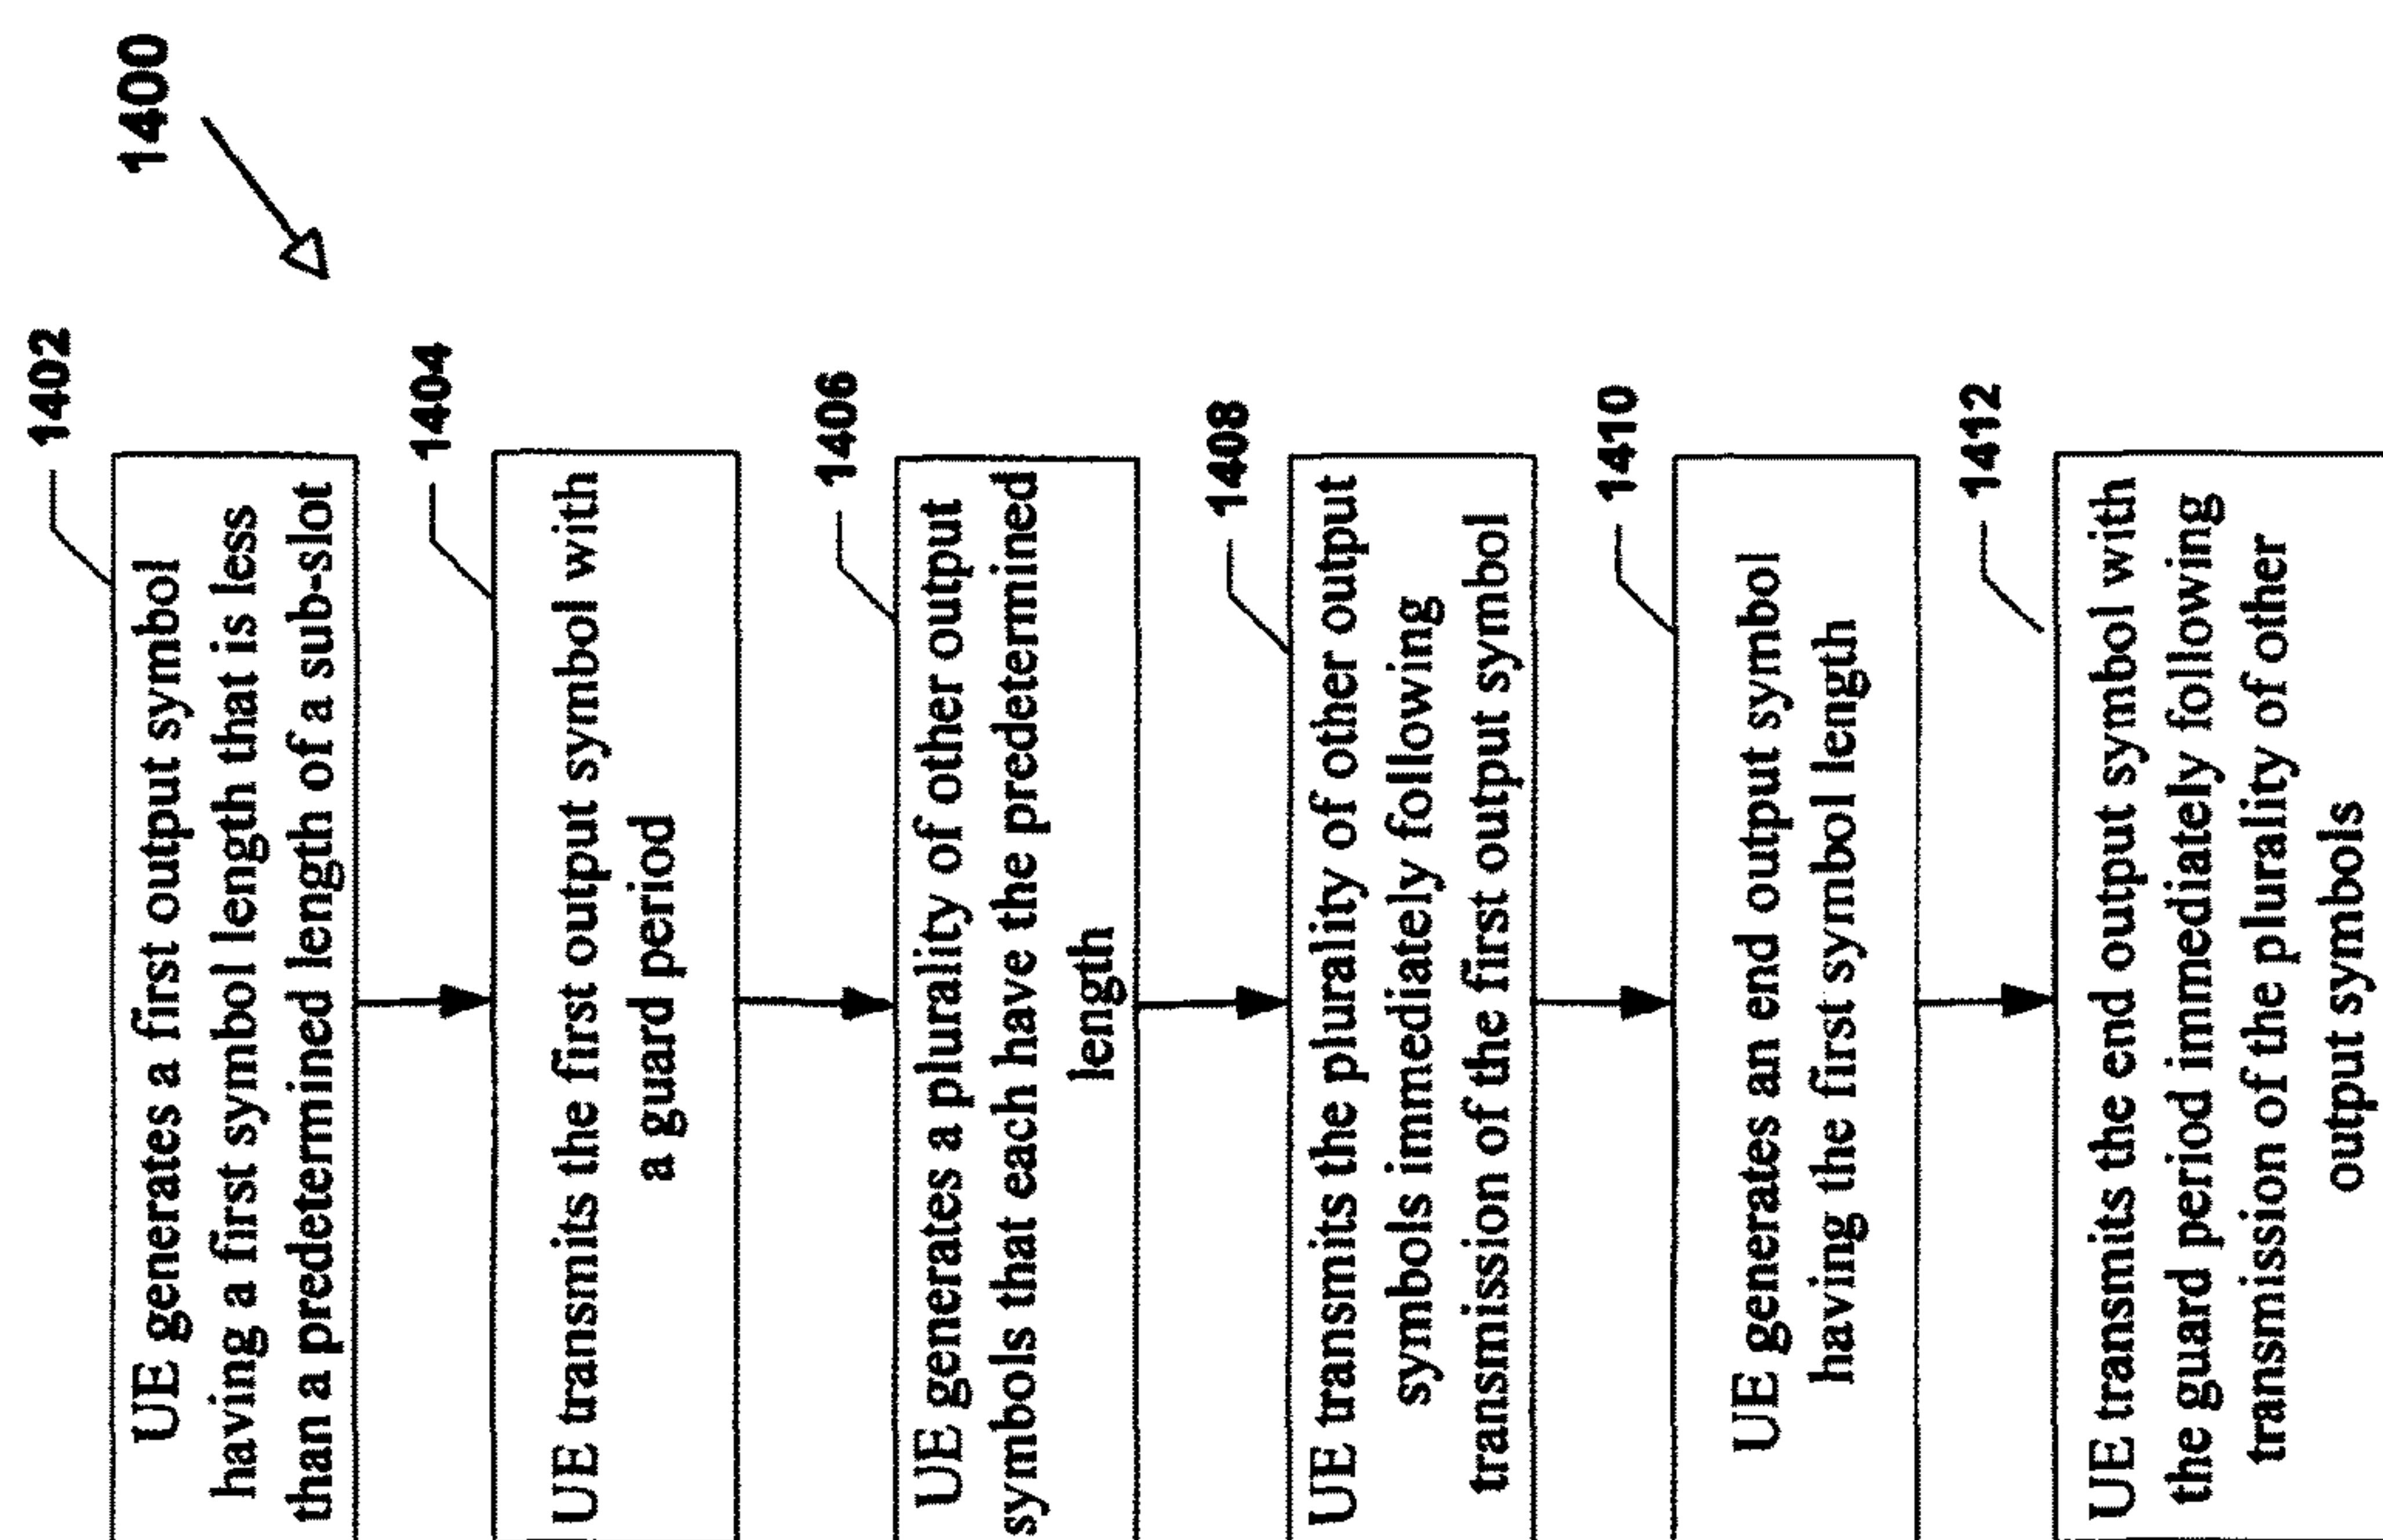 1400
1402
UE generates a first output symbol
having a first symbol length that is less
than a predetermined length of a sub-slot
1404
UE transmits the first output symbol with
a guard period
1406
UE generates a plurality of other output
symbols that each have the predetermined
length
1408
UE transmits the plurality of other output
symbols immediately following
transmission of the first output symbol
1410
UE generates an end output symbol
having the first symbol length
1412
UE transmits the end output symbol with
the guard period immediately following
transmission of the plurality of other
output symbols